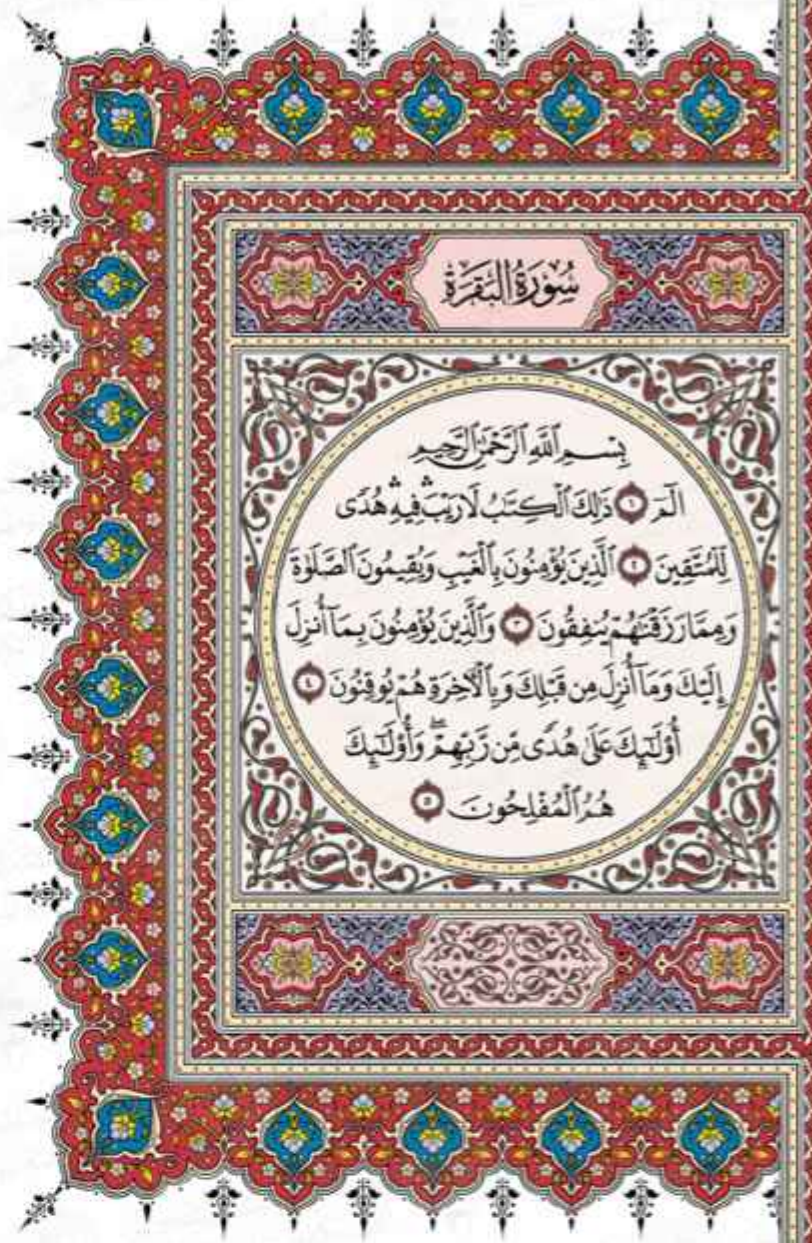 سُورَةُ البَقَرَةِ
بِسْمِ ٱللَّهِ ٱلرَّحْمَٰنِ ٱلرَّحِيمِ
الٓمٓ ١ ذَٰلِكَ ٱلْكِتَٰبُ لَا رَيْبَۛ فِيهِۛ هُدًى
لِّلْمُتَّقِينَ ٢ ٱلَّذِينَ يُؤْمِنُونَ بِٱلْغَيْبِ وَيُقِيمُونَ ٱلصَّلَوٰةَ
وَمِمَّا رَزَقْنَٰهُمْ يُنفِقُونَ ٣ وَٱلَّذِينَ يُؤْمِنُونَ بِمَآ أُنزِلَ
إِلَيْكَ وَمَآ أُنزِلَ مِن قَبْلِكَ وَبِٱلْءَاخِرَةِ هُمْ يُوقِنُونَ ٤
أُو۟لَٰٓئِكَ عَلَىٰ هُدًى مِّن رَّبِّهِمْۖ وَأُو۟لَٰٓئِكَ
هُمُ ٱلْمُفْلِحُونَ ٥